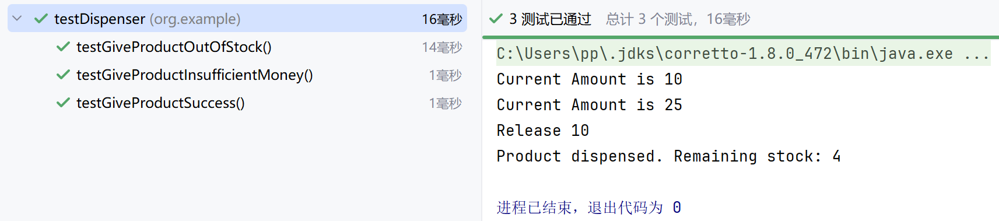 testDispenser (org.example) 16毫秒
testGiveProductOutOfStock() 14毫秒
testGiveProductInsufficientMoney() 1毫秒
testGiveProductSuccess() 1毫秒
3 测试已通过 总计 3 个测试，16毫秒
C:\Users\pp\.jdks\corretto-1.8.0_472\bin\java.exe ...
Current Amount is 10
Current Amount is 25
Release 10
Product dispensed. Remaining stock: 4
进程已结束，退出代码为 0